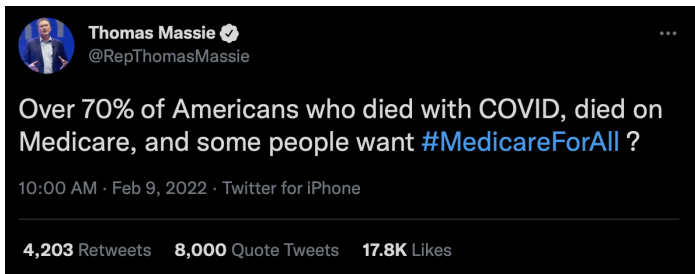 Thomas Massie
@RepThomasMassie
Over 70% of Americans who died with COVID, died on
Medicare, and some people want #MedicareForAll ?
10:00 AM · Feb 9, 2022 · Twitter for iPhone
4,203 Retweets 8,000 Quote Tweets 17.8K Likes